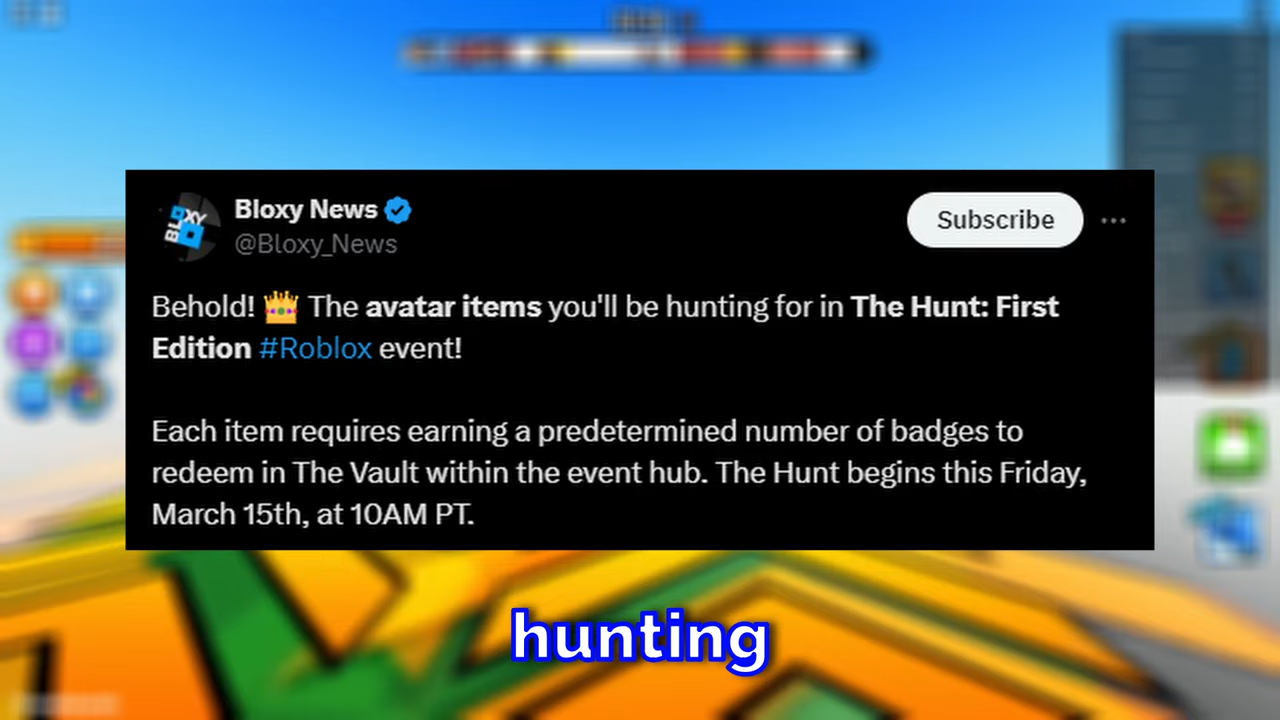 Bloxy News
@Bloxy_News
Subscribe
Behold! 👑 The avatar items you'll be hunting for in The Hunt: First
Edition #Roblox event!
Each item requires earning a predetermined number of badges to
redeem in The Vault within the event hub. The Hunt begins this Friday,
March 15th, at 10AM PT.
hunting